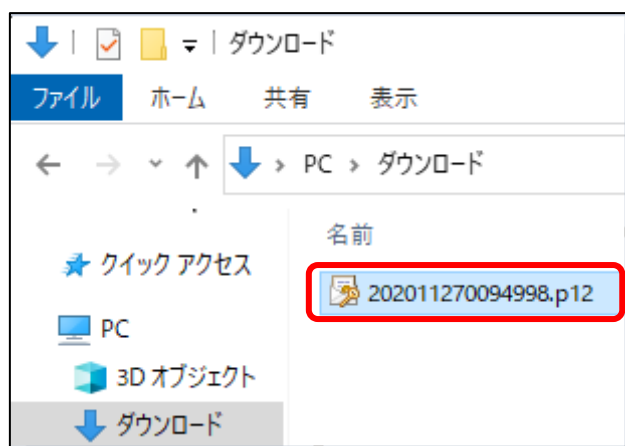 ダウンロード
ファイル ホーム 共有 表示
PC › ダウンロード
名前
クイック アクセス
202011270094998.p12
PC
3D オブジェクト
ダウンロード